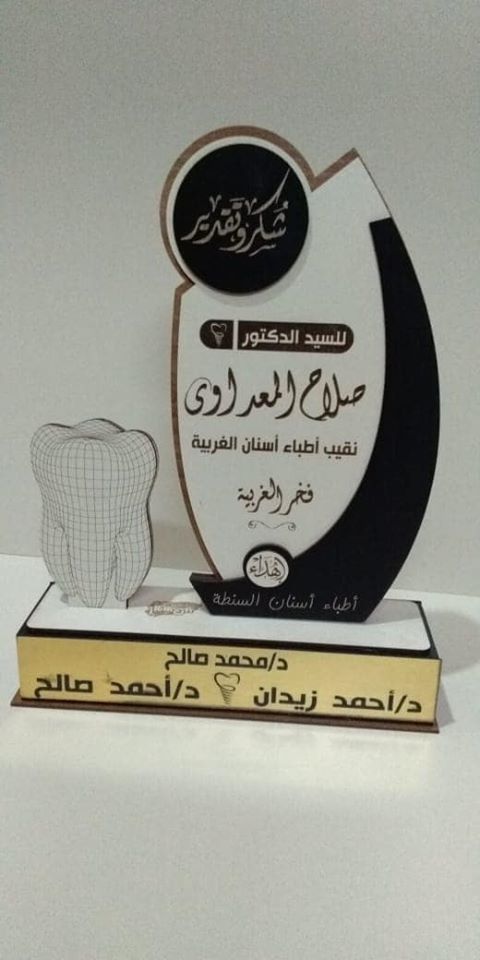 شكر وتقدير
للسيد الدكتور
صلاح المعداوى
نقيب أطباء أسنان الغربية
فخر الغربية
إهداء
أطباء أسنان السنطة
د/محمد صالح
د/أحمد زيدان د/أحمد صالح